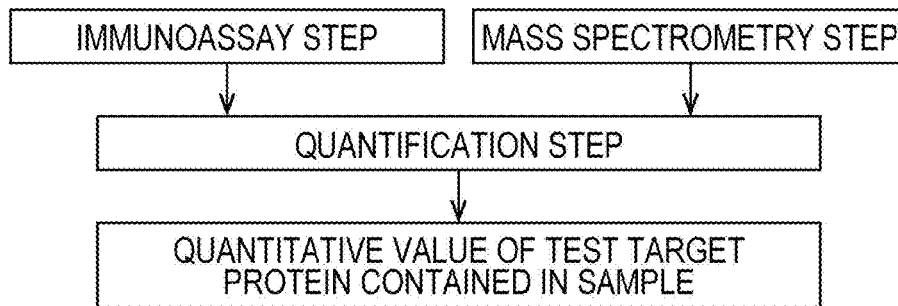 IMMUNOASSAY STEP
MASS SPECTROMETRY STEP
QUANTIFICATION STEP
QUANTITATIVE VALUE OF TEST TARGET
PROTEIN CONTAINED IN SAMPLE